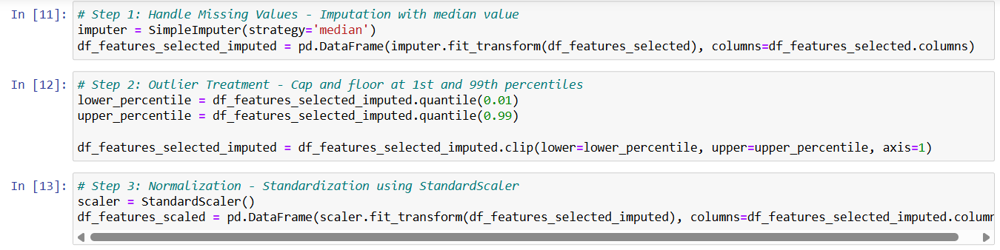 In [11]: # Step 1: Handle Missing Values - Imputation with median value
imputer = SimpleImputer(strategy='median')
df_features_selected_imputed = pd.DataFrame(imputer.fit_transform(df_features_selected), columns=df_features_selected.columns)
In [12]: # Step 2: Outlier Treatment - Cap and floor at 1st and 99th percentiles
lower_percentile = df_features_selected_imputed.quantile(0.01)
upper_percentile = df_features_selected_imputed.quantile(0.99)
df_features_selected_imputed = df_features_selected_imputed.clip(lower=lower_percentile, upper=upper_percentile, axis=1)
In [13]: # Step 3: Normalization - Standardization using StandardScaler
scaler = StandardScaler()
df_features_scaled = pd.DataFrame(scaler.fit_transform(df_features_selected_imputed), columns=df_features_selected_imputed.colum